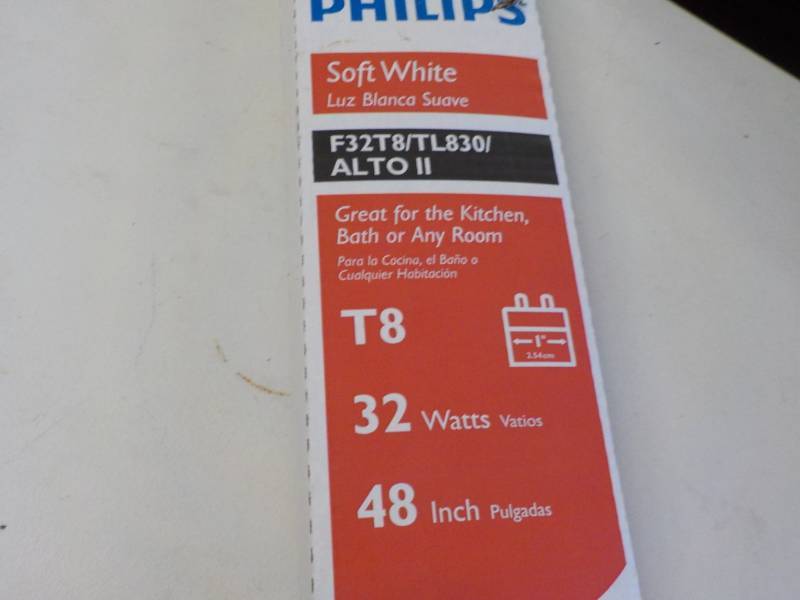 PHILIPS
Soft White
Luz Blanca Suave
F32T8/TL830/
ALTO II
Great for the Kitchen,
Bath or Any Room
Para la Cocina, el Baño o
Cualquier Habitación
T8
1"
2.54cm
32 Watts Vatios
48 Inch Pulgadas